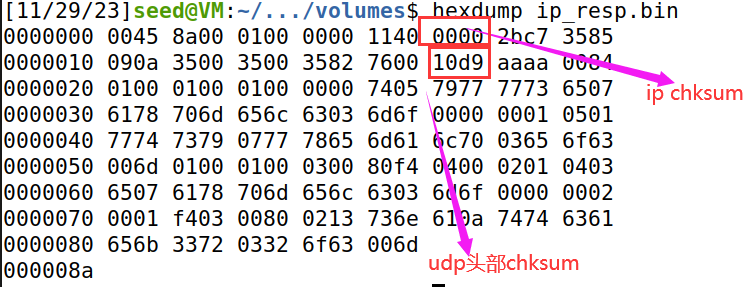 [11/29/23]seed@VM:~/.../volumes$ hexdump ip_resp.bin
0000000 0045 8a00 0100 0000 1140 0000 2bc7 3585
0000010 090a 3500 3500 3582 7600 10d9 aaaa 0084
0000020 0100 0100 0100 0000 7405 7977 7773 6507
0000030 6178 706d 656c 6303 6d6f 0000 0001 0501
0000040 7774 7379 0777 7865 6d61 6c70 0365 6f63
0000050 006d 0100 0100 0300 80f4 0400 0201 0403
0000060 6507 6178 706d 656c 6303 6d6f 0000 0002
0000070 0001 f403 0080 0213 736e 610a 7474 6361
0000080 656b 3372 0332 6f63 006d
000008a
ip chksum
udp头部chksum